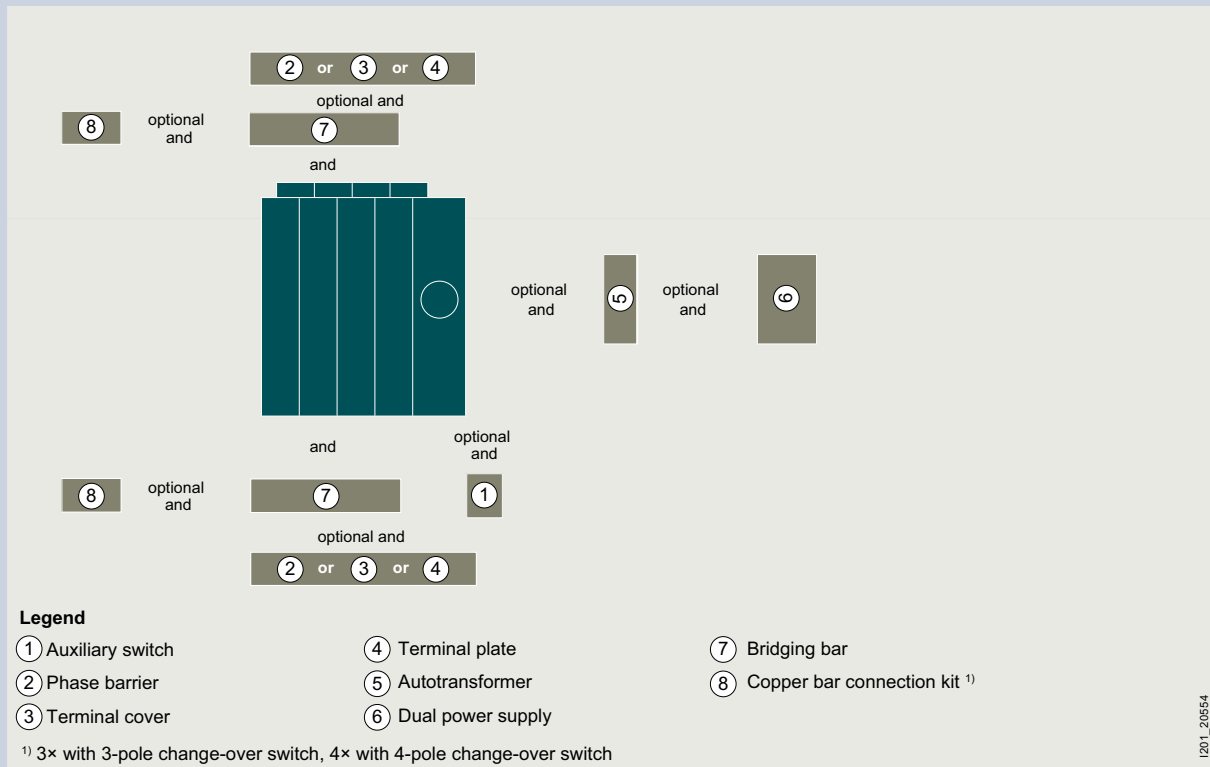 2 or 3 or 4
optional and
8 optional and 7
and
optional and 5 optional and 6
and
optional and
8 optional and 7 1
optional and
2 or 3 or 4
Legend
1 Auxiliary switch
2 Phase barrier
3 Terminal cover
4 Terminal plate
5 Autotransformer
6 Dual power supply
7 Bridging bar
8 Copper bar connection kit 1)
1) 3× with 3-pole change-over switch, 4× with 4-pole change-over switch
I201_20554